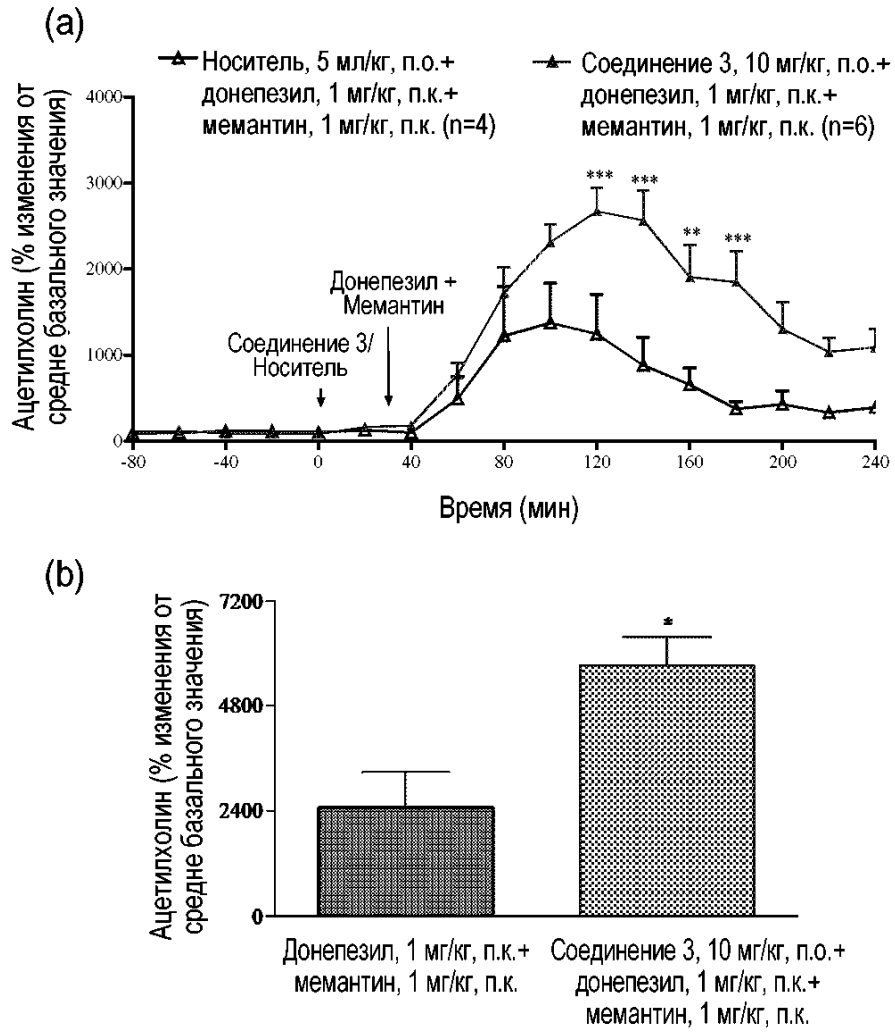 (a)
Носитель, 5 мл/кг, п.о.+
донепезил, 1 мг/кг, п.к.+
мемантин, 1 мг/кг, п.к. (n=4)
Соединение 3, 10 мг/кг, п.о.+
донепезил, 1 мг/кг, п.к.+
мемантин, 1 мг/кг, п.к. (n=6)
Ацетилхолин (% изменения от
средне базального значения)
4000
3000
2000
1000
0
*** *** ** ***
Донепезил +
Мемантин
Соединение 3/
Носитель
-80 -40 0 40 80 120 160 200 240
Время (мин)
(b)
Ацетилхолин (% изменения от
средне базального значения)
7200
4800
2400
0
*
Донепезил, 1 мг/кг, п.к.+
мемантин, 1 мг/кг, п.к.
Соединение 3, 10 мг/кг, п.о.+
донепезил, 1 мг/кг, п.к.+
мемантин, 1 мг/кг, п.к.